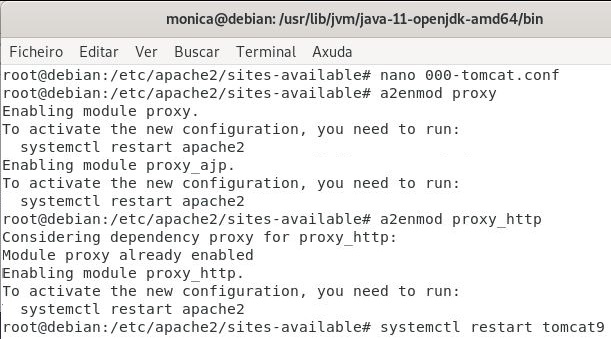 monica@debian: /usr/lib/jvm/java-11-openjdk-amd64/bin
Ficheiro Editar Ver Buscar Terminal Axuda
root@debian:/etc/apache2/sites-available# nano 000-tomcat.conf
root@debian:/etc/apache2/sites-available# a2enmod proxy
Enabling module proxy.
To activate the new configuration, you need to run:
  systemctl restart apache2
Enabling module proxy_ajp.
To activate the new configuration, you need to run:
  systemctl restart apache2
root@debian:/etc/apache2/sites-available# a2enmod proxy_http
Considering dependency proxy for proxy_http:
Module proxy already enabled
Enabling module proxy_http.
To activate the new configuration, you need to run:
  systemctl restart apache2
root@debian:/etc/apache2/sites-available# systemctl restart tomcat9